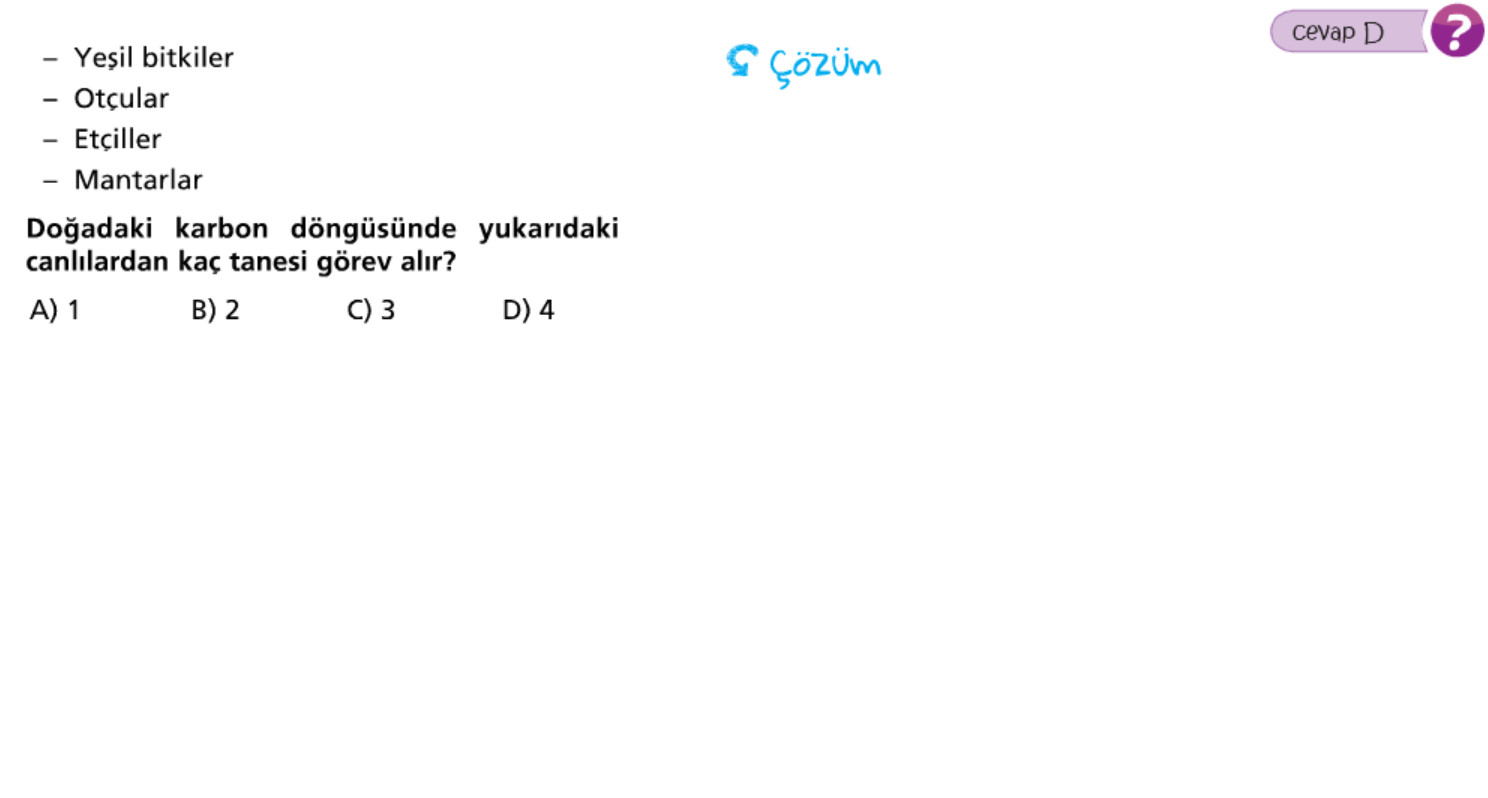 – Yeşil bitkiler
– Otçular
– Etçiller
– Mantarlar
Doğadaki karbon döngüsünde yukarıdaki
canlılardan kaç tanesi görev alır?
A) 1 B) 2 C) 3 D) 4
Çözüm
Cevap D ?